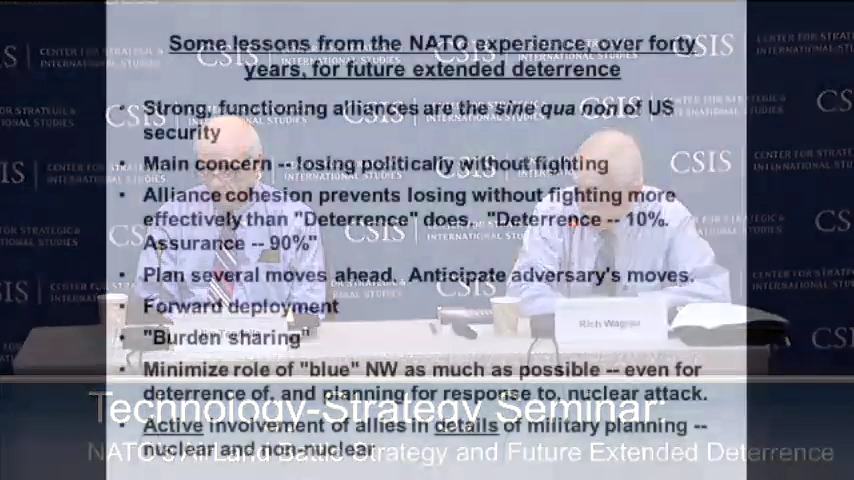 Some lessons from the NATO experience, over forty
years, for future extended deterrence
• Strong, functioning alliances are the sine qua non of US
security
• Main concern -- losing politically without fighting
• Alliance cohesion prevents losing without fighting more
effectively than "Deterrence" does. "Deterrence -- 10%.
Assurance -- 90%"
• Plan several moves ahead. Anticipate adversary's moves.
• Forward deployment
• "Burden sharing"
• Minimize role of "blue" NW as much as possible -- even for
deterrence of, and planning for response to, nuclear attack.
• Active involvement of allies in details of military planning --
nuclear and non-nuclear
CSIS
CENTER FOR STRATEGIC &
INTERNATIONAL STUDIES
Rich Wagner
Technology-Strategy Seminar:
NATO's AirLand Battle Strategy and Future Extended Deterrence